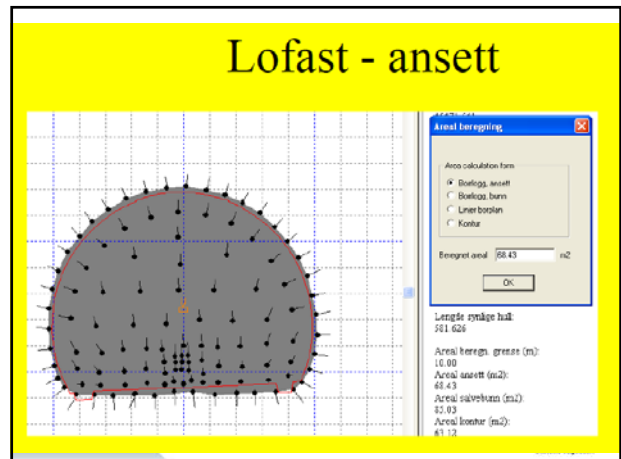 Lofast - ansett
Areal beregning
Area calculation form
Borlogg, ansett
Borlogg, bunn
Linier borplan
Kontur
Beregnet areal 68.43 m2
OK
Lengde synlige hull:
581.626
Areal beregn. grense (m):
10.00
Areal ansett (m2):
68.43
Areal salvebunn (m2):
85.03
Areal kontur (m2):
63.12